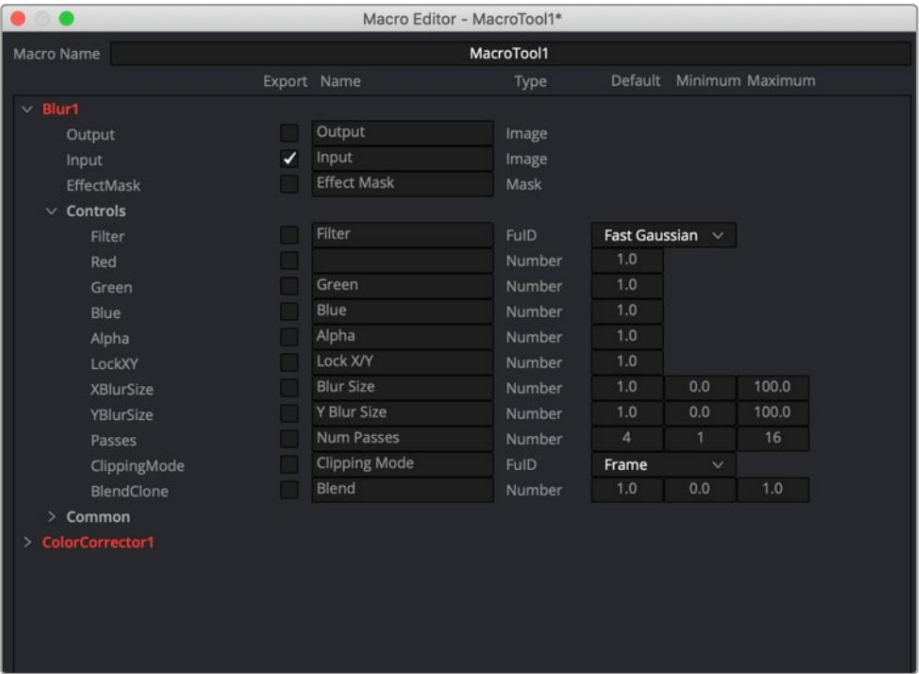 Macro Editor - MacroTool1*
Macro Name MacroTool1
Export Name Type Default Minimum Maximum
Blur1
Output Output Image
Input Input Image
EffectMask Effect Mask Mask
Controls
Filter Filter FuID Fast Gaussian
Red Number 1.0
Green Green Number 1.0
Blue Blue Number 1.0
Alpha Alpha Number 1.0
LockXY Lock X/Y Number 1.0
XBlurSize Blur Size Number 1.0 0.0 100.0
YBlurSize Y Blur Size Number 1.0 0.0 100.0
Passes Num Passes Number 4 1 16
ClippingMode Clipping Mode FuID Frame
BlendClone Blend Number 1.0 0.0 1.0
Common
ColorCorrector1